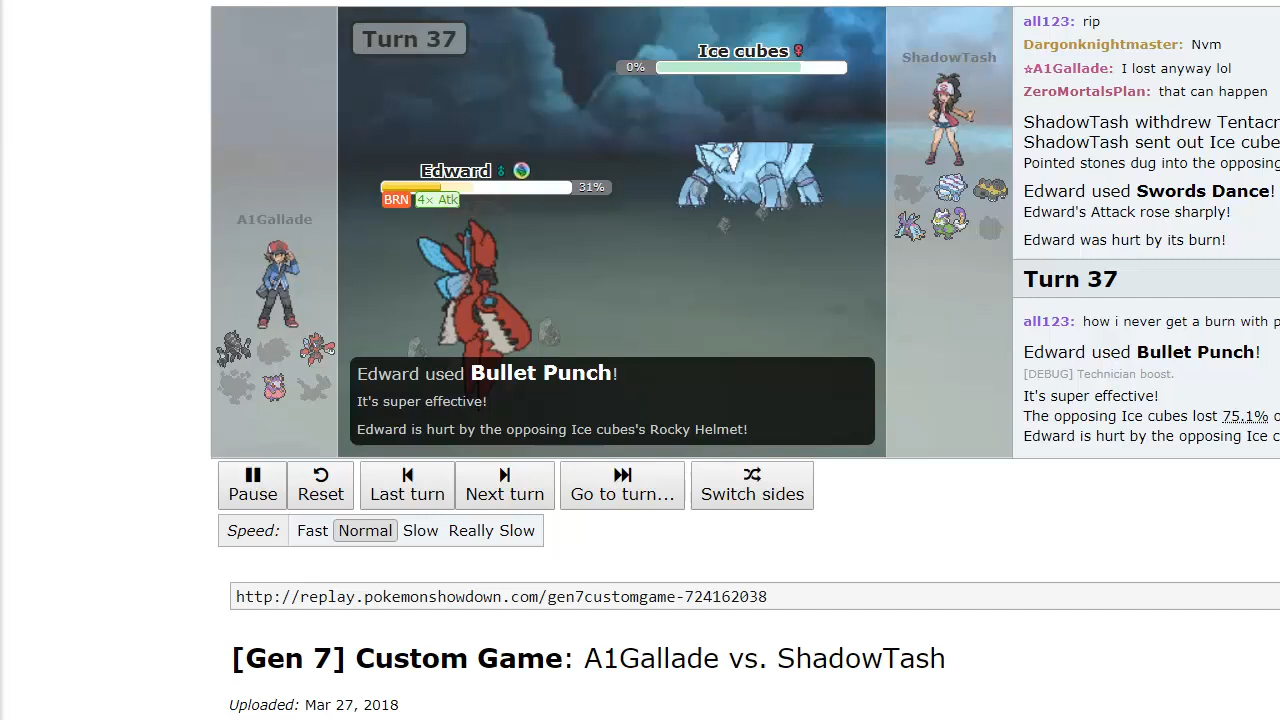 Turn 37
Ice cubes
0%
Edward
31%
BRN 4× Atk
A1Gallade
ShadowTash
Edward used Bullet Punch!
It's super effective!
Edward is hurt by the opposing Ice cubes's Rocky Helmet!
all123: rip
Dargonknightmaster: Nvm
☆A1Gallade: I lost anyway lol
ZeroMortalsPlan: that can happen
ShadowTash withdrew Tentacr
ShadowTash sent out Ice cube
Pointed stones dug into the opposing
Edward used Swords Dance!
Edward's Attack rose sharply!
Edward was hurt by its burn!
Turn 37
all123: how i never get a burn with p
Edward used Bullet Punch!
[DEBUG] Technician boost.
It's super effective!
The opposing Ice cubes lost 75.1% o
Edward is hurt by the opposing Ice c
Pause Reset Last turn Next turn Go to turn... Switch sides
Speed: Fast Normal Slow Really Slow
http://replay.pokemonshowdown.com/gen7customgame-724162038
[Gen 7] Custom Game: A1Gallade vs. ShadowTash
Uploaded: Mar 27, 2018